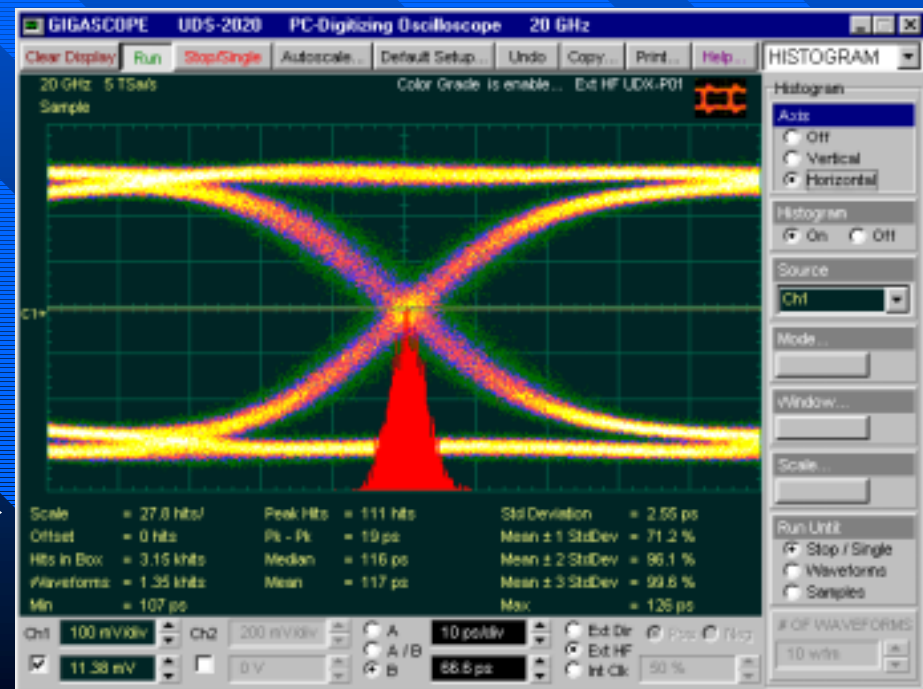 GIGASCOPE UDS-2020 PC-Digitizing Oscilloscope 20 GHz
Clear Display Run Stop/Single Autoscale... Default Setup... Undo Copy... Print... Help... HISTOGRAM
20 GHz 5 TSa/s Color Grade is enable... Ext HF UDX-P01
Sample
Histogram
Axis
Off
Vertical
Horizontal
Histogram
On Off
Source
Ch1
C1
Mode...
Window...
Scale...
Run Until:
Stop / Single
Waveforms
Samples
# OF WAVEFORMS
10 wfm
Scale = 27.8 hits/ Peak Hits = 111 hits Std Deviation = 2.55 ps
Offset = 0 hits Pk - Pk = 19 ps Mean ± 1 StdDev = 71.2 %
Hits in Box = 3.15 khits Median = 116 ps Mean ± 2 StdDev = 96.1 %
Waveforms = 1.35 khits Mean = 117 ps Mean ± 3 StdDev = 99.6 %
Min = 107 ps Max = 126 ps
Ch1 100 mV/div Ch2 200 mV/div A 10 ps/div Ext Dir Pos Neg
A / B Ext HF
11.38 mV 0 V B 66.6 ps Int Clk 50 %